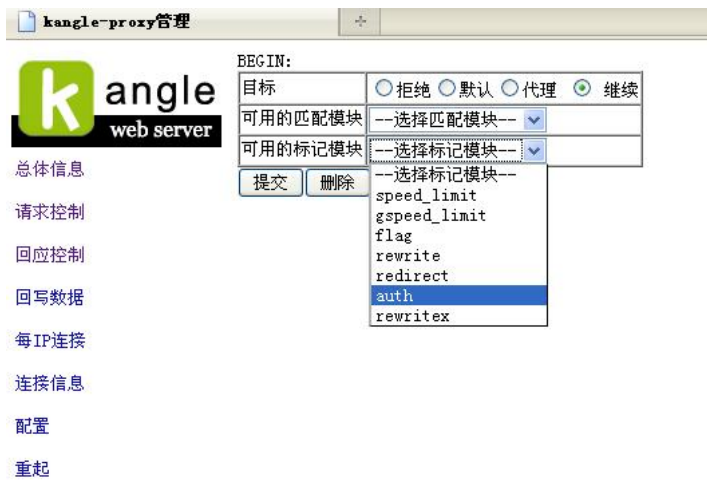 kangle-proxy管理
kangle
web server
总体信息
请求控制
回应控制
回写数据
每IP连接
连接信息
配置
重起
BEGIN:
目标 拒绝 默认 代理 继续
可用的匹配模块 --选择匹配模块--
可用的标记模块 --选择标记模块--
提交 删除
--选择标记模块--
speed_limit
gspeed_limit
flag
rewrite
redirect
auth
rewritex